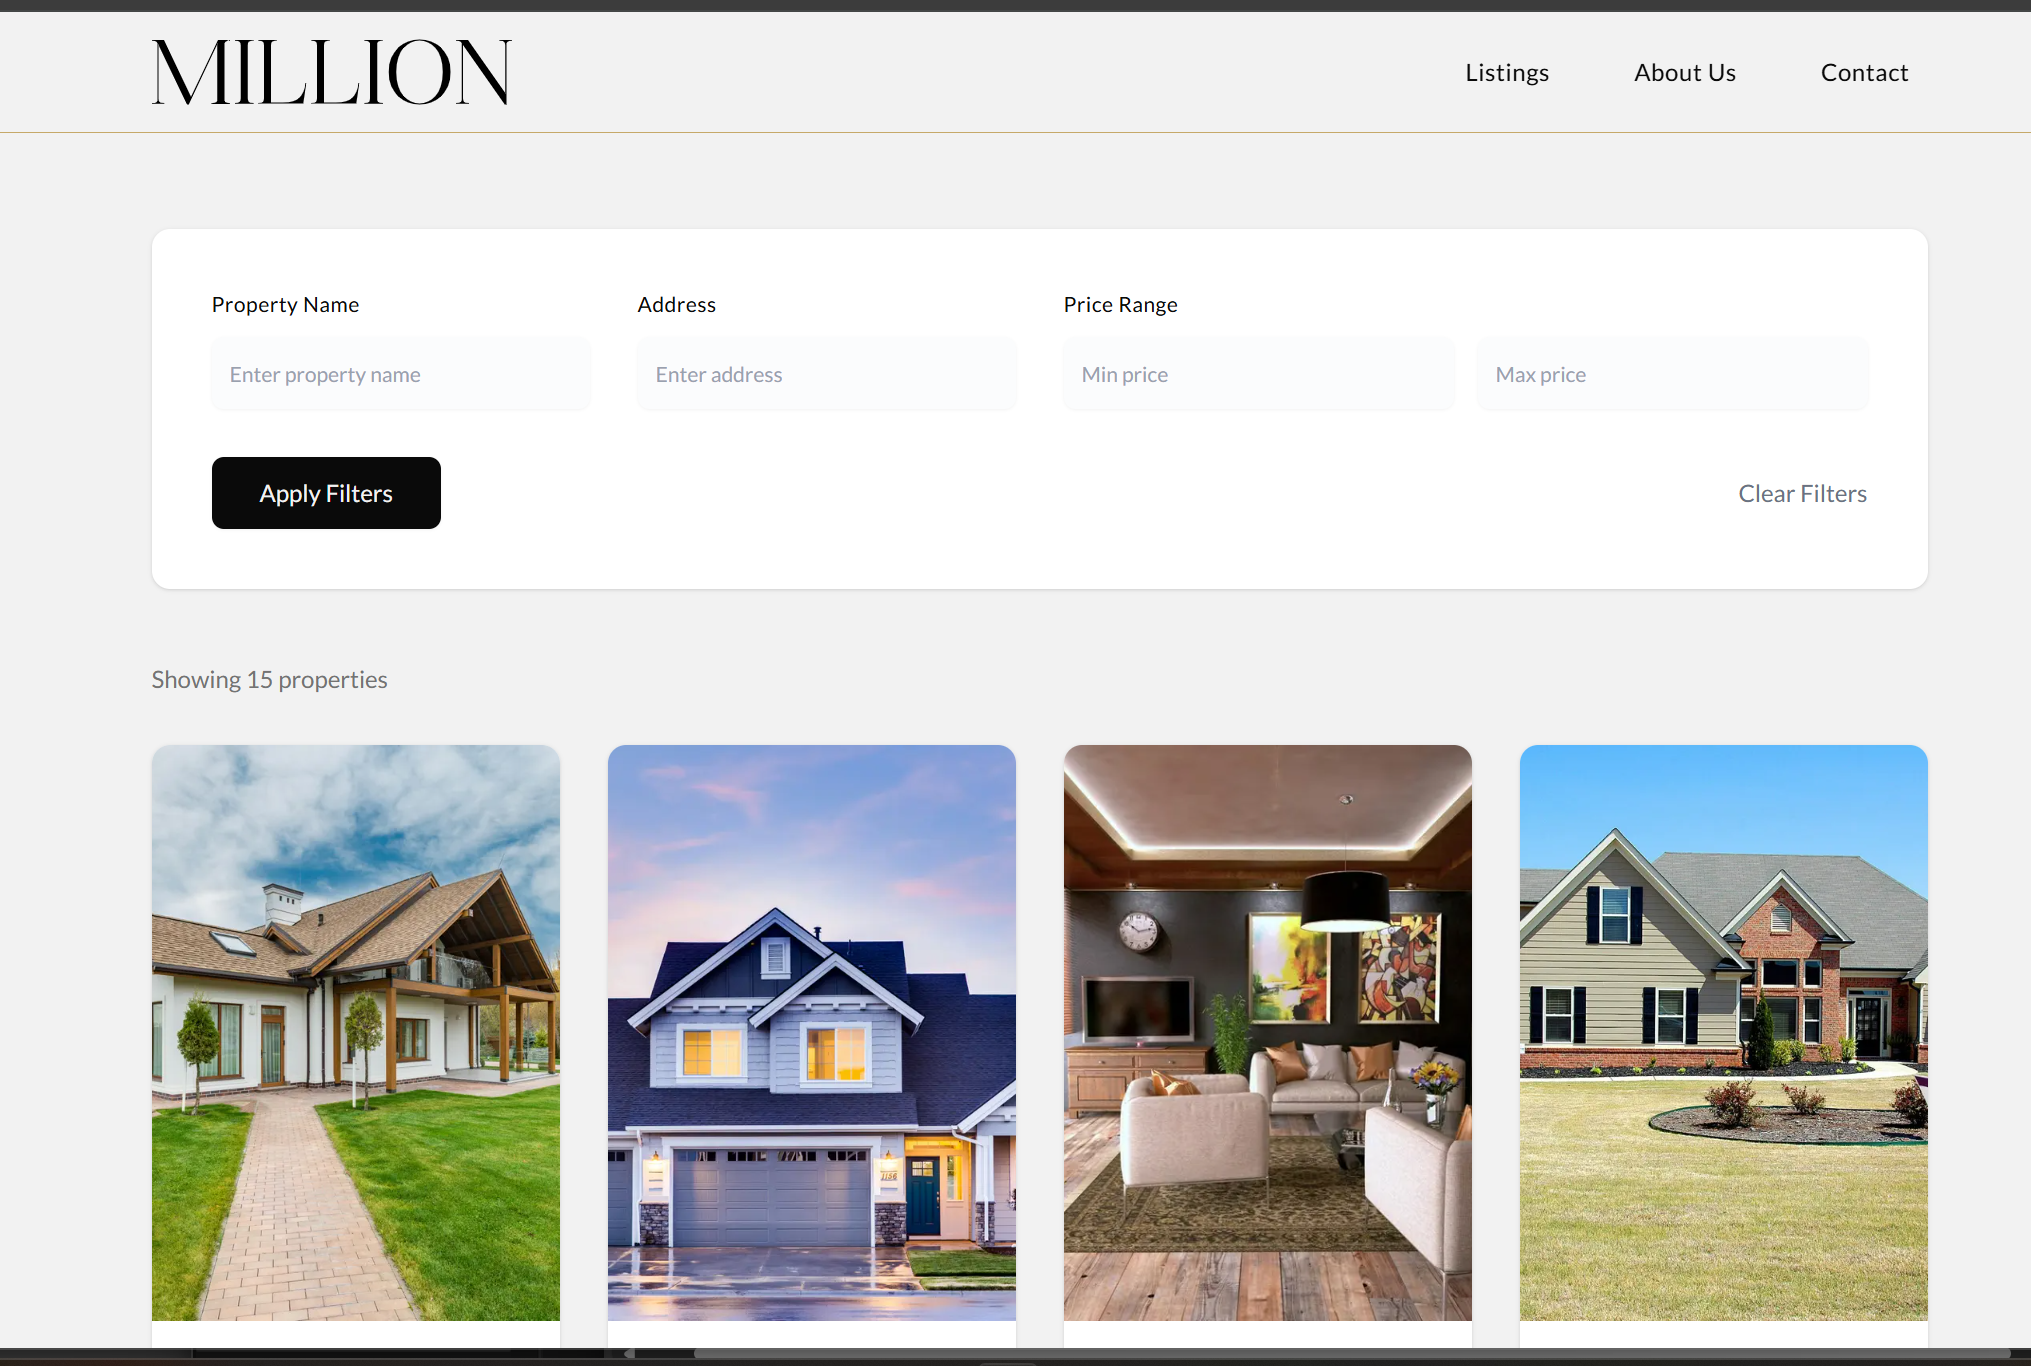 MILLION
Listings
About Us
Contact
Property Name
Address
Price Range
Enter property name
Enter address
Min price
Max price
Apply Filters
Clear Filters
Showing 15 properties
1156